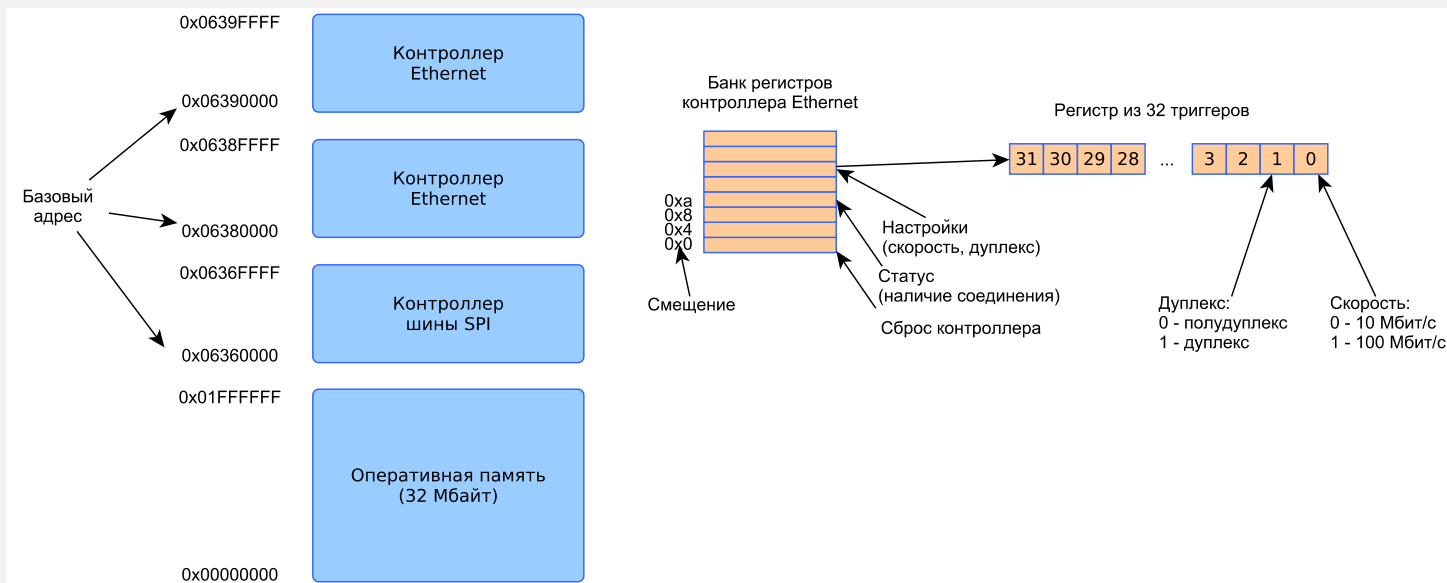 0x0639FFFF
Контроллер
Ethernet
0x06390000
0x0638FFFF
Контроллер
Ethernet
Базовый
адрес
0x06380000
0x0636FFFF
Контроллер
шины SPI
0x06360000
0x01FFFFFF
Оперативная память
(32 Мбайт)
0x00000000
Банк регистров
контроллера Ethernet
0xa
0x8
0x4
0x0
Смещение
Настройки
(скорость, дуплекс)
Статус
(наличие соединения)
Сброс контроллера
Регистр из 32 триггеров
31 30 29 28 ... 3 2 1 0
Дуплекс:
0 - полудуплекс
1 - дуплекс
Скорость:
0 - 10 Мбит/с
1 - 100 Мбит/с